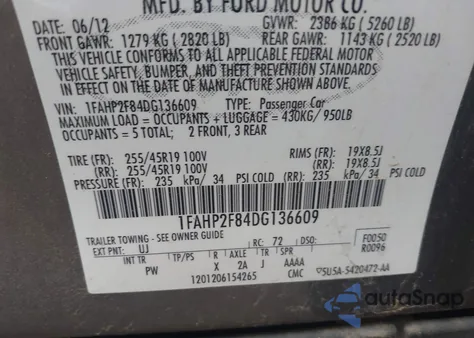 MFD. BY FORD MOTOR CO.
DATE: 06/12 GVWR: 2386 KG ( 5260 LB)
FRONT GAWR: 1279 KG ( 2820 LB) REAR GAWR: 1143 KG ( 2520 LB)
THIS VEHICLE CONFORMS TO ALL APPLICABLE FEDERAL MOTOR
VEHICLE SAFETY, BUMPER, AND THEFT PREVENTION STANDARDS
IN EFFECT ON THE DATE OF MANUFACTURE SHOWN ABOVE.
VIN: 1FAHP2F84DG136609 TYPE: Passenger Car
MAXIMUM LOAD = OCCUPANTS + LUGGAGE = 430KG/ 950LB
OCCUPANTS = 5 TOTAL; 2 FRONT, 3 REAR
TIRE (FR): 255/45R19 100V RIMS (FR): 19X8.5J
(RR): 255/45R19 100V (RR): 19X8.5J
PRESSURE (FR): 235 kPa/ 34 PSI COLD (RR): 235 kPa/ 34 PSI COLD
1FAHP2F84DG136609
TRAILER TOWING - SEE OWNER GUIDE
EXT PNT: UJ RC: 72 DSO: F0050
R0096
TR TP/PS R AXLE TR SPR
PW X 2A J AAAA
1201206154265 CMC 5U5A-5420472-AA
autoSnap